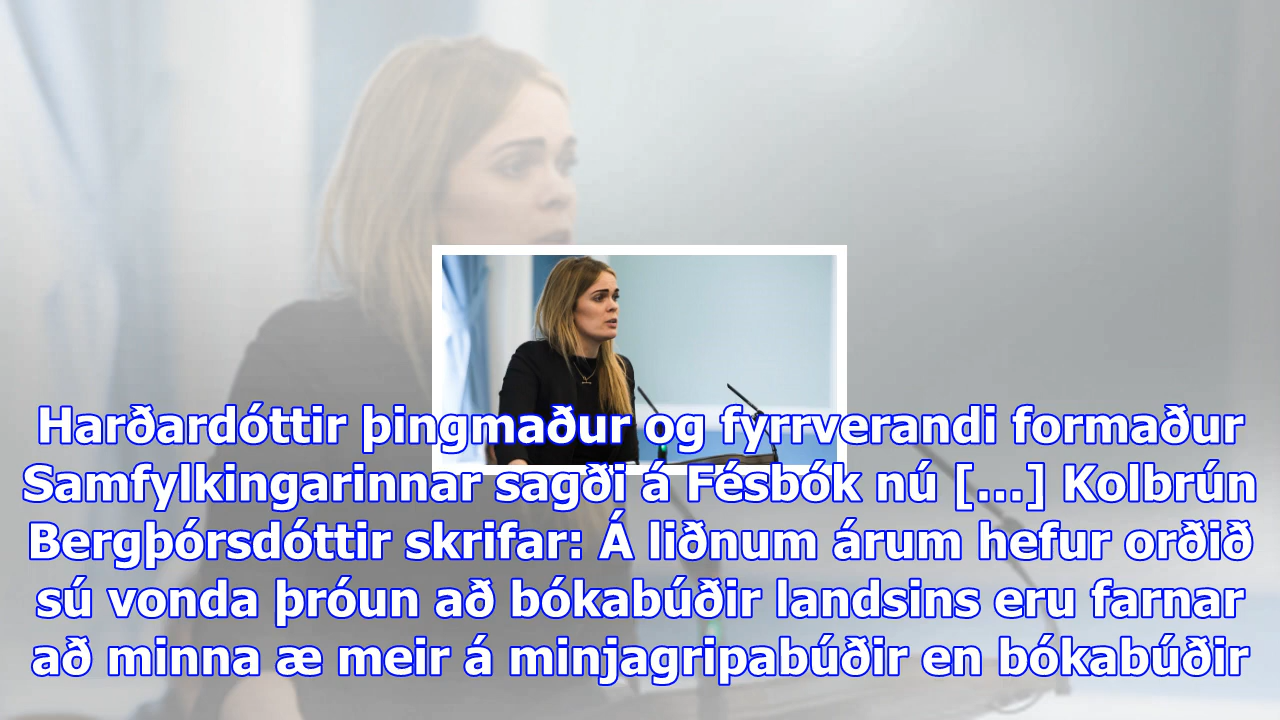 Harðardóttir þingmaður og fyrrverandi formaður
Samfylkingarinnar sagði á Fésbók nú [...] Kolbrún
Bergþórsdóttir skrifar: Á liðnum árum hefur orðið
sú vonda þróun að bókabúðir landsins eru farnar
að minna æ meir á minjagripabúðir en bókabúðir